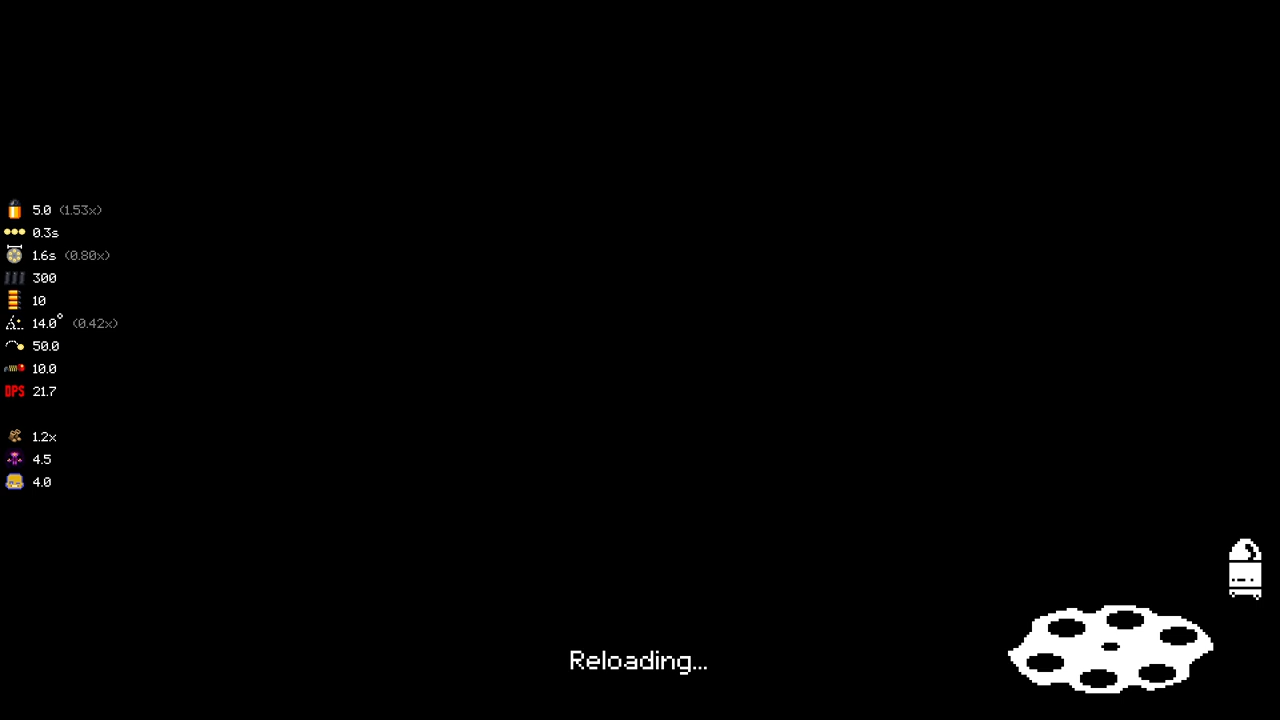 5.0 (1.53x)
0.3s
1.6s (0.80x)
300
10
14.0° (0.42x)
50.0
10.0
DPS 21.7
1.2x
4.5
4.0
Reloading...